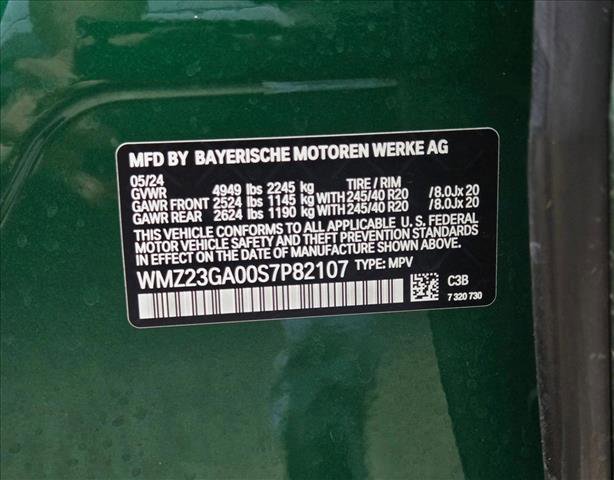 MFD BY BAYERISCHE MOTOREN WERKE AG
05/24 TIRE / RIM
GVWR 4949 lbs 2245 kg
GAWR FRONT 2524 lbs 1145 kg WITH 245/40 R20 /8.0Jx 20
GAWR REAR 2624 lbs 1190 kg WITH 245/40 R20 /8.0Jx 20
THIS VEHICLE CONFORMS TO ALL APPLICABLE U. S. FEDERAL
MOTOR VEHICLE SAFETY AND THEFT PREVENTION STANDARDS
IN EFFECT ON THE DATE OF MANUFACTURE SHOWN ABOVE.
WMZ23GA00S7P82107 TYPE: MPV
C3B
7 320 730